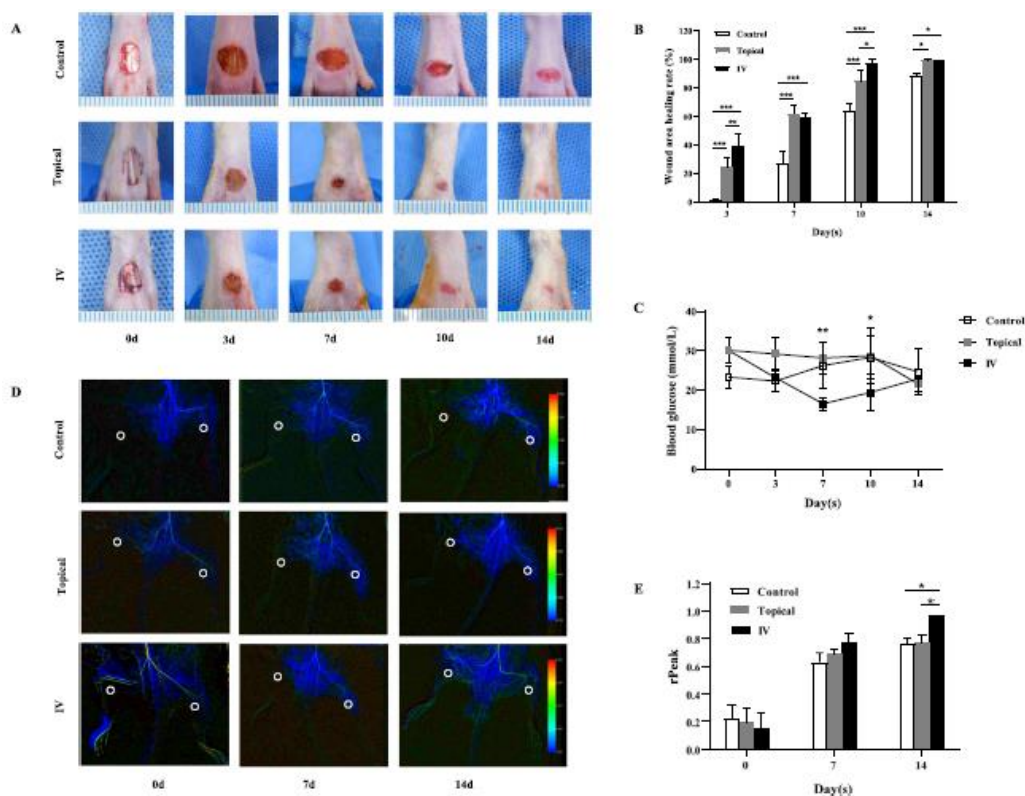 A
Control
Topical
IV
0d
3d
7d
10d
14d
B
Wound area healing rate (%)
120
100
80
60
40
20
0
Control
Topical
IV
***
***
**
***
***
***
***
*
*
*
3
7
10
14
Day(s)
C
Blood glucose (mmol/L)
40
30
20
10
0
**
*
Control
Topical
IV
0
3
7
10
14
Day(s)
D
Control
Topical
IV
0d
7d
14d
E
rPeak
1.2
1.0
0.8
0.6
0.4
0.2
0.0
Control
Topical
IV
*
*
0
7
14
Day(s)